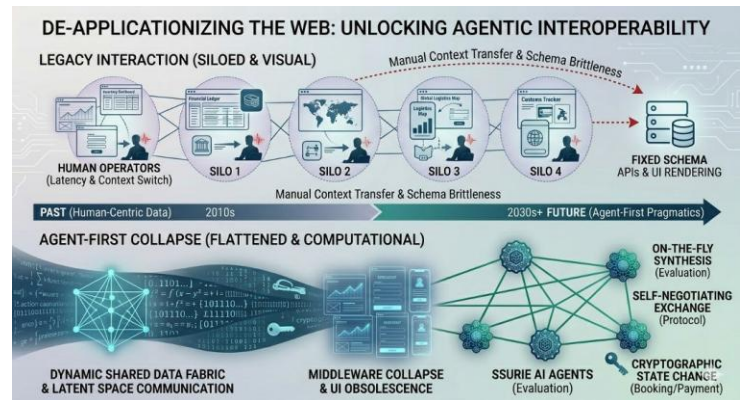 DE-APPLICATIONIZING THE WEB: UNLOCKING AGENTIC INTEROPERABILITY
LEGACY INTERACTION (SILOED & VISUAL)
Manual Context Transfer & Schema Brittleness
Financial Ledger
Global Logistics Map
Logistics
Map
Customs Tracker
HUMAN OPERATORS
(Latency & Context Switch)
SILO 1
SILO 2
SILO 3
SILO 4
FIXED SCHEMA
APIs & UI RENDERING
Manual Context Transfer & Schema Brittleness
PAST (Human-Centric Data)
2010s
2030s+ FUTURE (Agent-First Pragmatics)
AGENT-FIRST COLLAPSE (FLATTENED & COMPUTATIONAL)
ON-THE-FLY
SYNTHESIS
(Evaluation)
SELF-NEGOTIATING
EXCHANGE
(Protocol)
CRYPTOGRAPHIC
STATE CHANGE
(Booking/Payment)
DYNAMIC SHARED DATA FABRIC
& LATENT SPACE COMMUNICATION
MIDDLEWARE COLLAPSE
& UI OBSOLESCENCE
SSURIE AI AGENTS
(Evaluation)